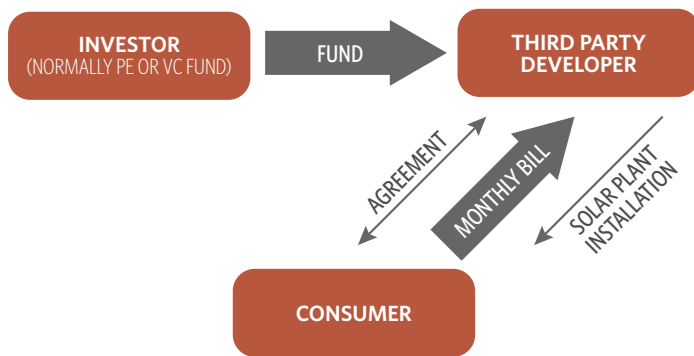 INVESTOR
(NORMALLY PE OR VC FUND)
FUND
THIRD PARTY
DEVELOPER
AGREEMENT
MONTHLY BILL
SOLAR PLANT
INSTALLATION
CONSUMER